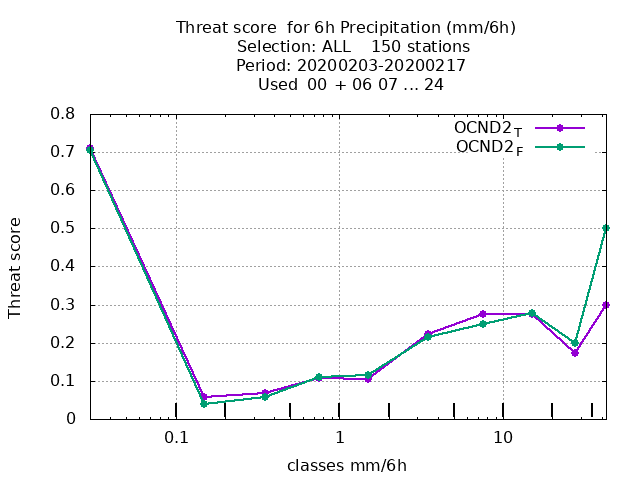 Threat score  for 6h Precipitation (mm/6h)
Selection: ALL    150 stations
Period: 20200203-20200217
Used  00 + 06 07 ... 24
OCND2T
OCND2F
Threat score
0.8
0.7
0.6
0.5
0.4
0.3
0.2
0.1
0
0.1 1 10
classes mm/6h